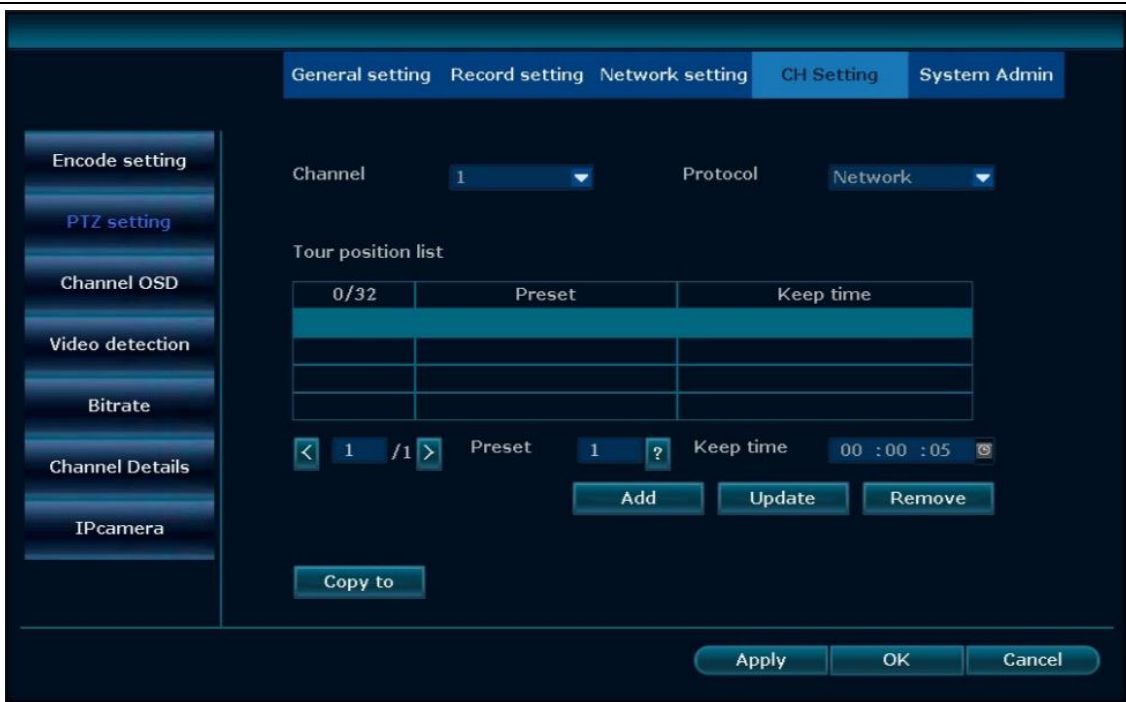 General setting Record setting Network setting CH Setting System Admin
Encode setting
PTZ setting
Channel OSD
Video detection
Bitrate
Channel Details
IPcamera
Channel 1 Protocol Network
Tour position list
0/32 Preset Keep time
< 1 /1 > Preset 1 ? Keep time 00 :00 :05
Add Update Remove
Copy to
Apply OK Cancel